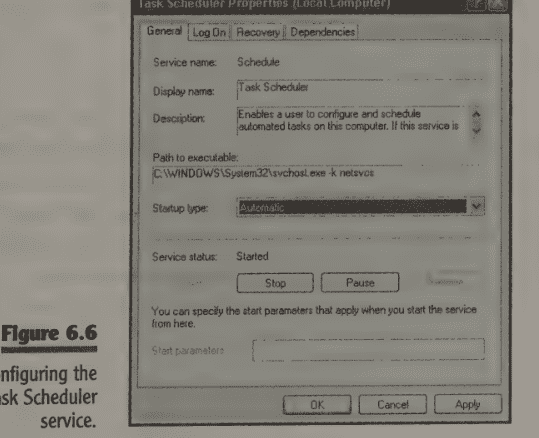 Task Scheduler Properties (Local Computer)
General Log On Recovery Dependencies
Service name: Schedule
Display name: Task Scheduler
Description: Enables a user to configure and schedule
automated tasks on this computer. If this service is
Path to executable:
C:\WINDOWS\System32\svchost.exe -k netsvcs
Startup type: Automatic
Service status: Started
Stop Pause
You can specify the start parameters that apply when you start the service
from here.
Start parameters:
OK Cancel Apply
Figure 6.6
nfiguring the
sk Scheduler
service.